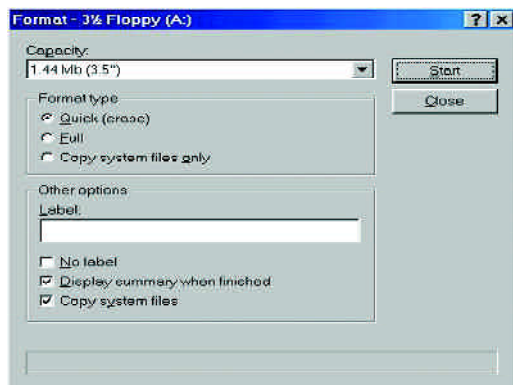 Format - 3½ Floppy (A:)
Capacity:
1.44 Mb (3.5")
Start
Close
Format type
Quick (erase)
Full
Copy system files only
Other options
Label:
No label
Display summary when finished
Copy system files